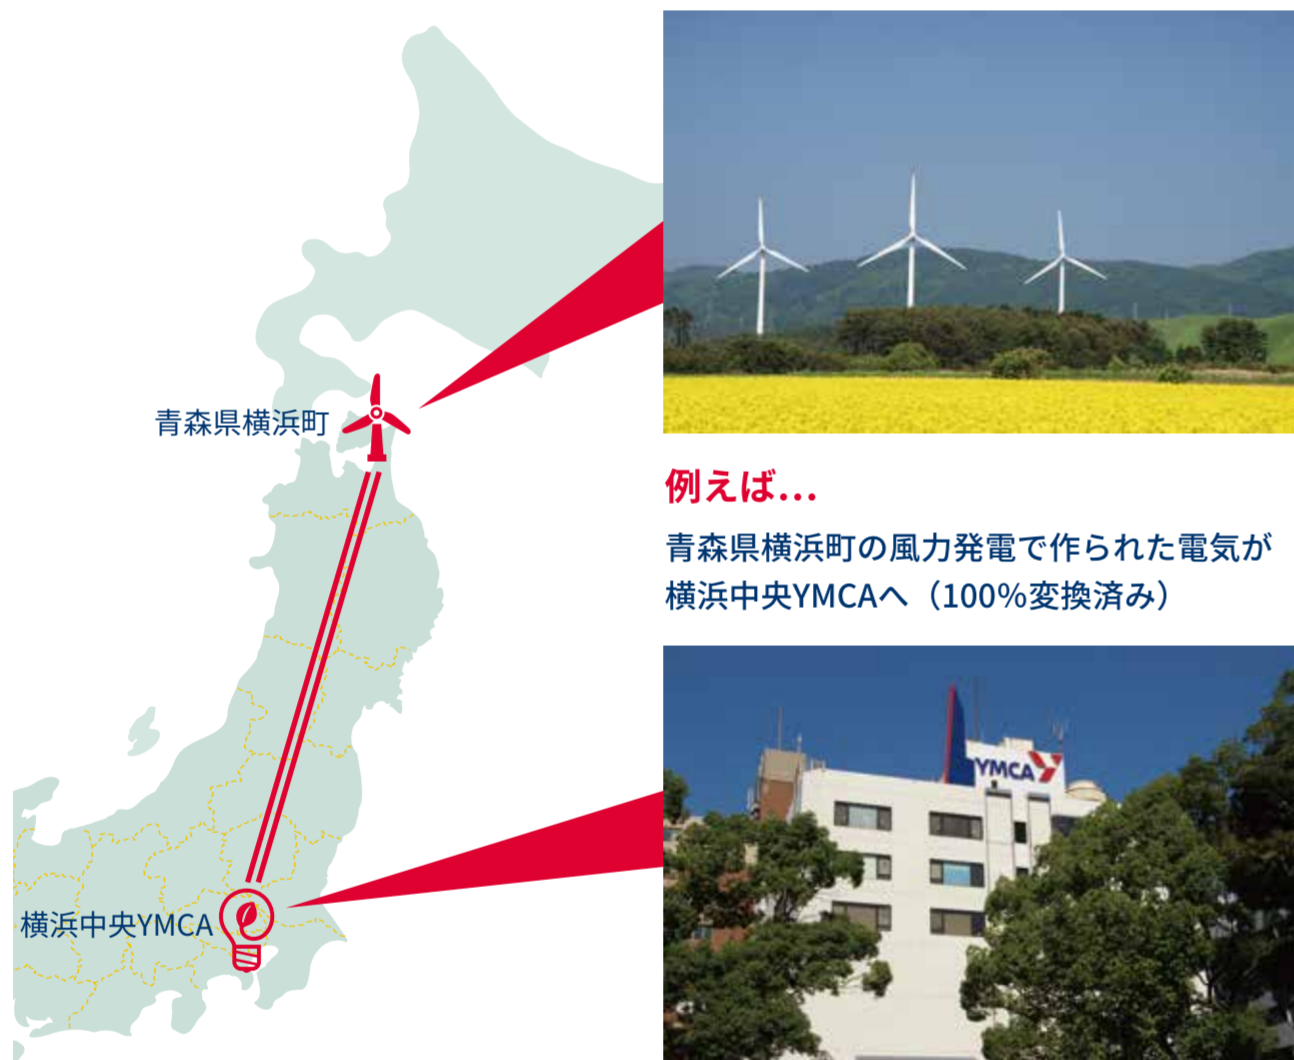 青森県横浜町
例えば...
青森県横浜町の風力発電で作られた電気が
横浜中央YMCAへ（100%変換済み）
YMCA
横浜中央YMCA